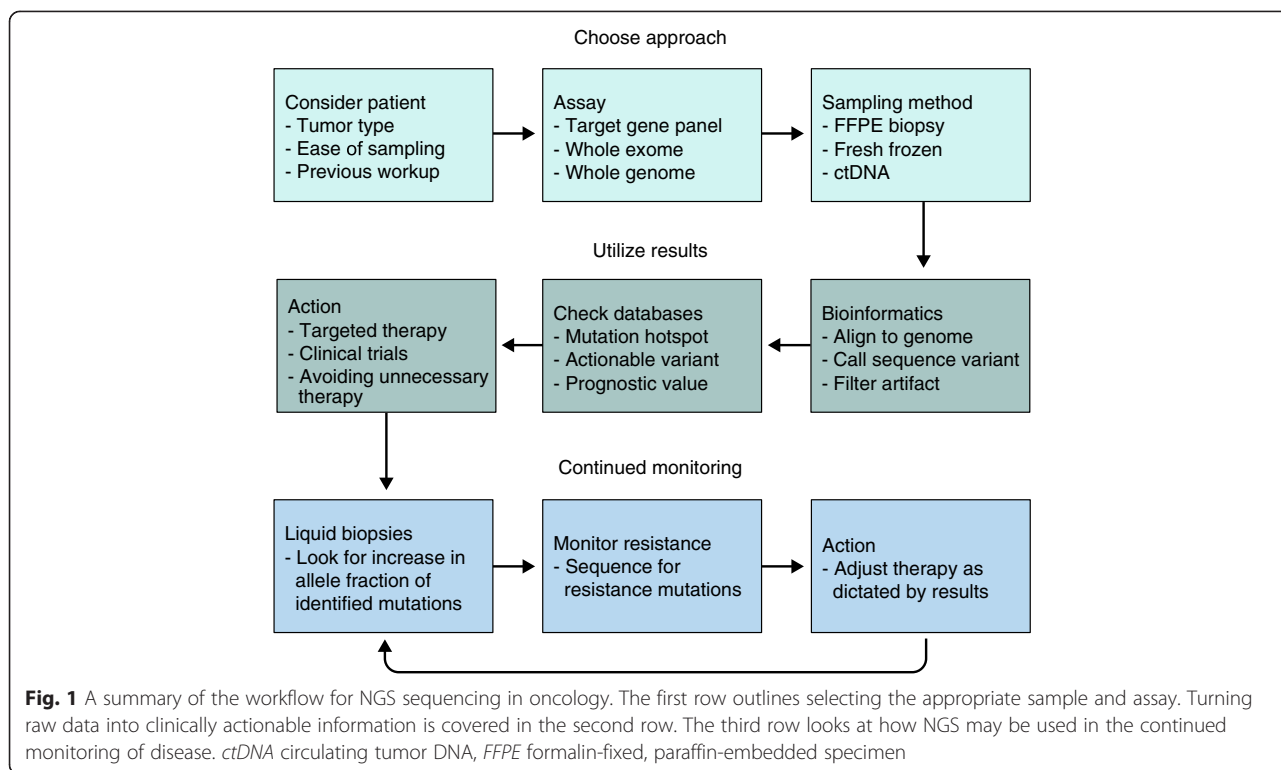 Choose approach
Consider patient
- Tumor type
- Ease of sampling
- Previous workup
Assay
- Target gene panel
- Whole exome
- Whole genome
Sampling method
- FFPE biopsy
- Fresh frozen
- ctDNA
Utilize results
Action
- Targeted therapy
- Clinical trials
- Avoiding unnecessary
therapy
Check databases
- Mutation hotspot
- Actionable variant
- Prognostic value
Bioinformatics
- Align to genome
- Call sequence variant
- Filter artifact
Continued monitoring
Liquid biopsies
- Look for increase in
allele fraction of
identified mutations
Monitor resistance
- Sequence for
resistance mutations
Action
- Adjust therapy as
dictated by results
Fig. 1 A summary of the workflow for NGS sequencing in oncology. The first row outlines selecting the appropriate sample and assay. Turning
raw data into clinically actionable information is covered in the second row. The third row looks at how NGS may be used in the continued
monitoring of disease. ctDNA circulating tumor DNA, FFPE formalin-fixed, paraffin-embedded specimen